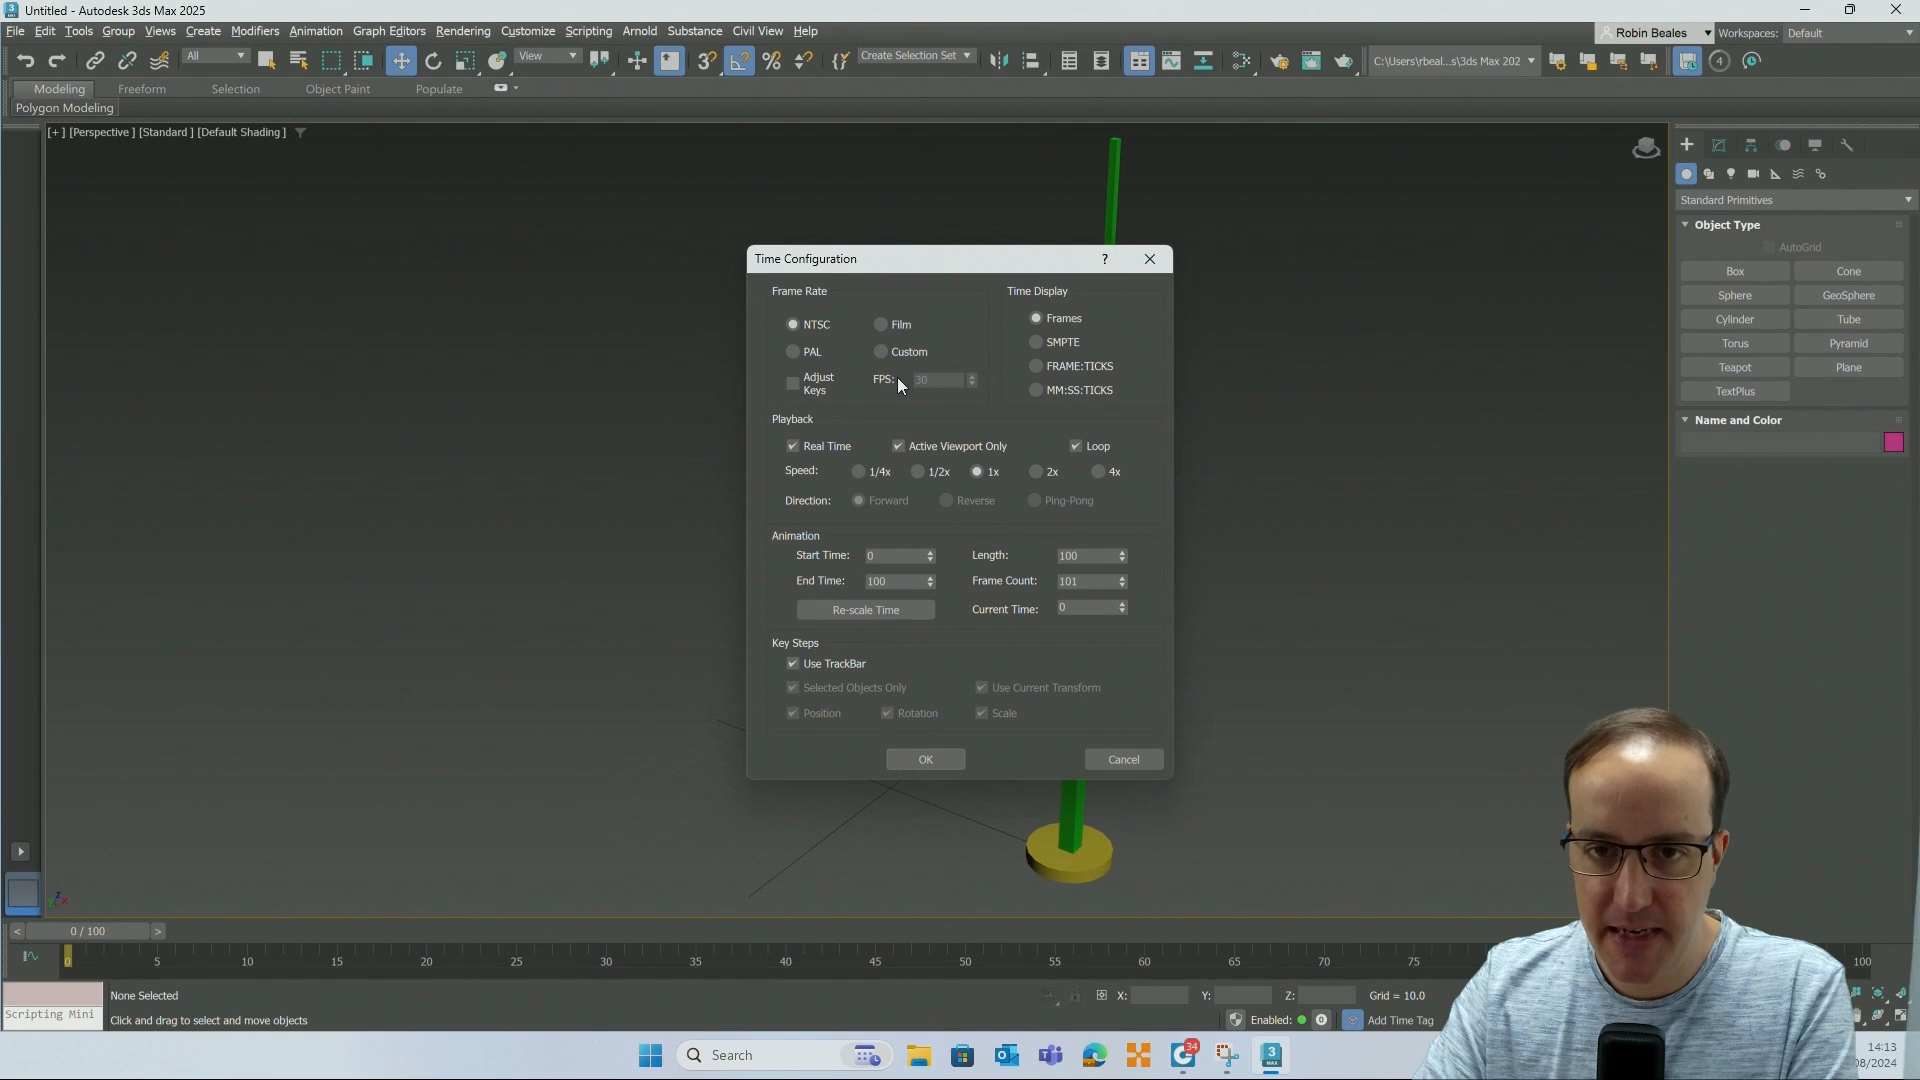 Untitled - Autodesk 3ds Max 2025
File Edit Tools Group Views Create Modifiers Animation Graph Editors Rendering Customize Scripting Arnold Substance Civil View Help
Robin Beales Workspaces: Default
All View Create Selection Set C:\Users\rbeal...s\3ds Max 202 4
Modeling Freeform Selection Object Paint Populate
Polygon Modeling
[+] [Perspective] [Standard] [Default Shading]
Standard Primitives
Object Type
AutoGrid
Box Cone
Sphere GeoSphere
Cylinder Tube
Torus Pyramid
Teapot Plane
TextPlus
Name and Color
Time Configuration ?
Frame Rate Time Display
NTSC Film Frames
PAL Custom SMPTE
FRAME:TICKS
Adjust Keys FPS: 30 MM:SS:TICKS
Playback
Real Time Active Viewport Only Loop
Speed: 1/4x 1/2x 1x 2x 4x
Direction: Forward Reverse Ping-Pong
Animation
Start Time: 0 Length: 100
End Time: 100 Frame Count: 101
Re-scale Time Current Time: 0
Key Steps
Use TrackBar
Selected Objects Only Use Current Transform
Position Rotation Scale
OK Cancel
zyx
< 0 / 100 >
0 5 10 15 20 25 30 35 40 45 50 55 60 65 70 75 100
None Selected X: Y: Z: Grid = 10.0
Scripting Mini Click and drag to select and move objects Enabled: Add Time Tag
Search 34 3 MAX 14:13
08/2024